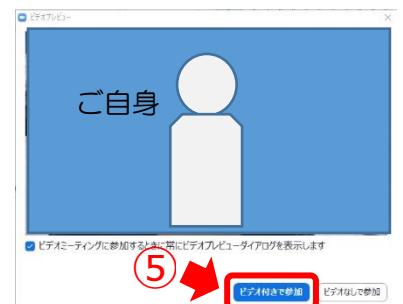 ビデオプレビュー
ご自身
ビデオミーティングに参加するときに常にビデオプレビューダイアログを表示します
⑤
ビデオ付きで参加 ビデオなしで参加